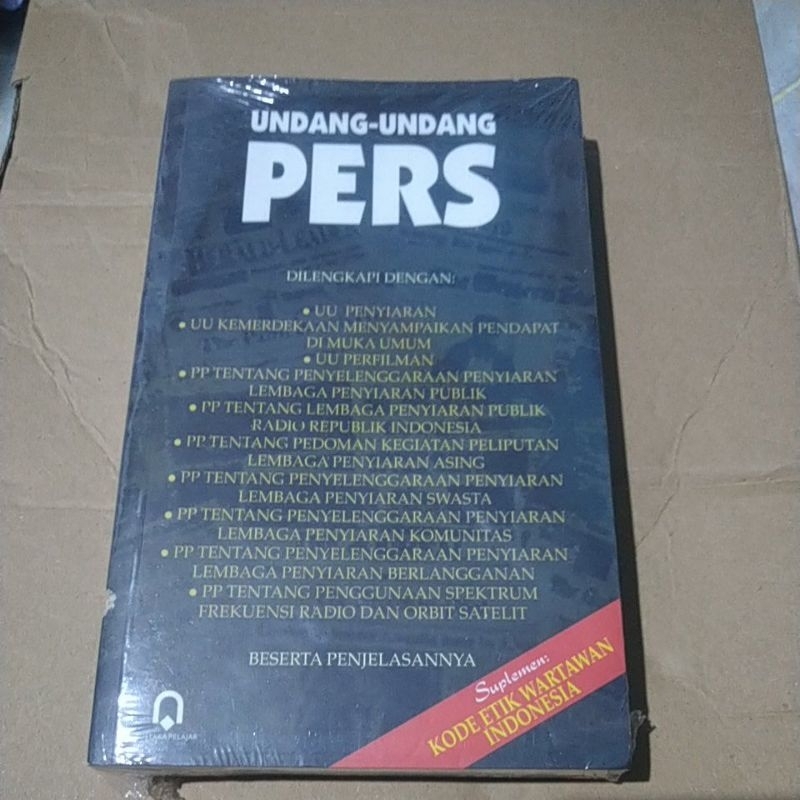 UNDANG-UNDANG
PERS
DILENGKAPI DENGAN:
• UU PENYIARAN
• UU KEMERDEKAAN MENYAMPAIKAN PENDAPAT
DI MUKA UMUM
• UU PERFILMAN
• PP TENTANG PENYELENGGARAAN PENYIARAN
LEMBAGA PENYIARAN PUBLIK
• PP TENTANG LEMBAGA PENYIARAN PUBLIK
RADIO REPUBLIK INDONESIA
• PP TENTANG PEDOMAN KEGIATAN PELIPUTAN
LEMBAGA PENYIARAN ASING
• PP TENTANG PENYELENGGARAAN PENYIARAN
LEMBAGA PENYIARAN SWASTA
• PP TENTANG PENYELENGGARAAN PENYIARAN
LEMBAGA PENYIARAN KOMUNITAS
• PP TENTANG PENYELENGGARAAN PENYIARAN
LEMBAGA PENYIARAN BERLANGGANAN
• PP TENTANG PENGGUNAAN SPEKTRUM
FREKUENSI RADIO DAN ORBIT SATELIT
BESERTA PENJELASANNYA
Suplemen:
KODE ETIK WARTAWAN
INDONESIA
PELAJAR